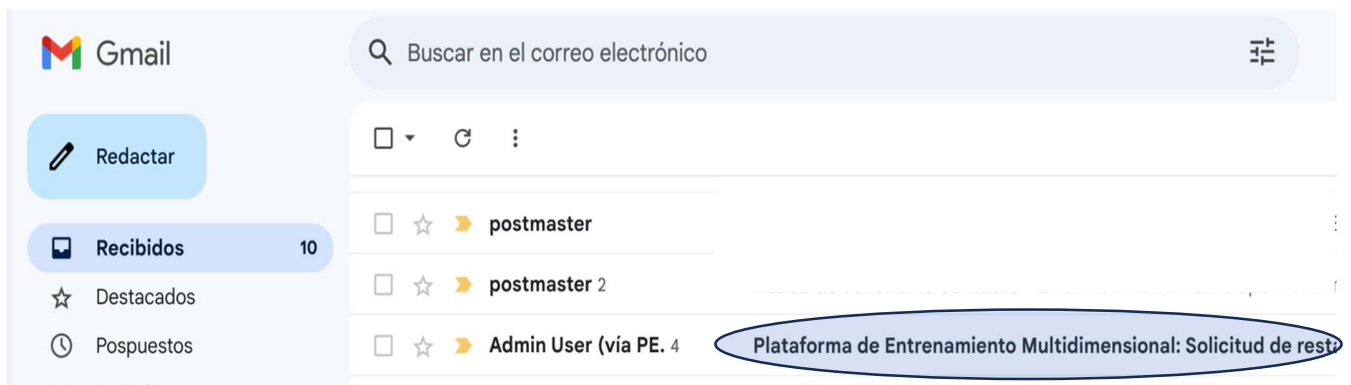 Gmail
Buscar en el correo electrónico
Redactar
postmaster
Recibidos 10
postmaster 2
Destacados
Admin User (vía PE. 4 Plataforma de Entrenamiento Multidimensional: Solicitud de resta
Pospuestos